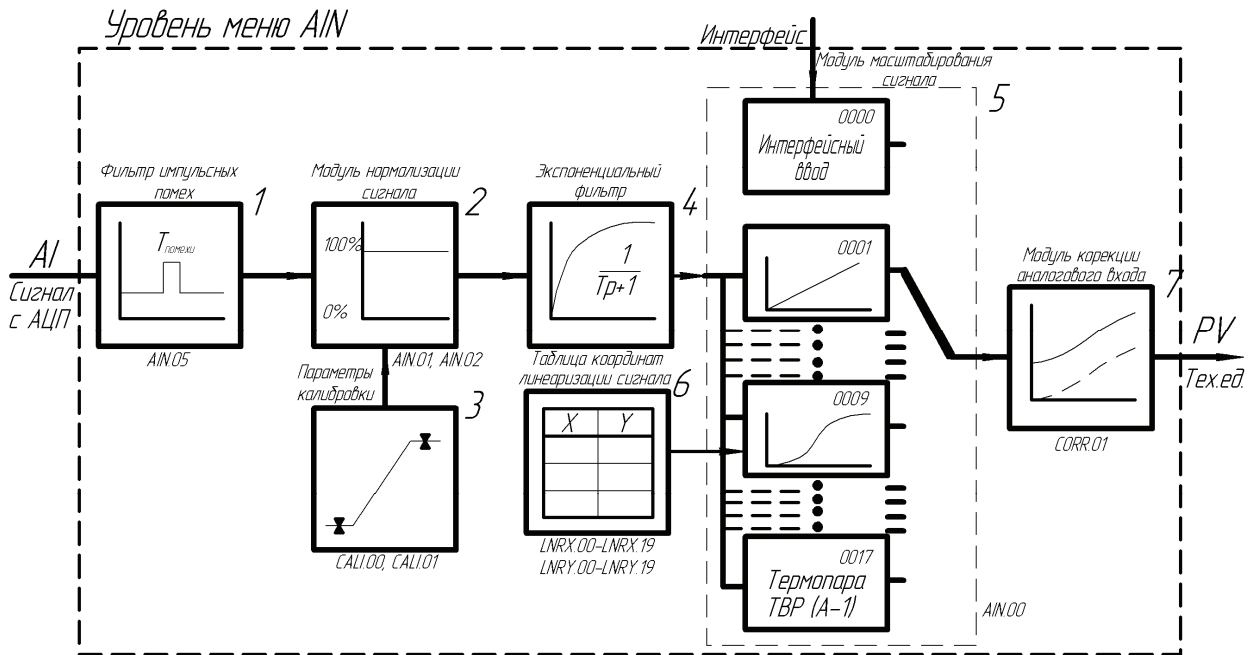 Уровень меню AIN
Интерфейс
Модуль масштабирования
сигнала
5
0000
Интерфейсный
ввод
Фильтр импульсных
помех
1
Tпомехи
AIN.05
AI
Сигнал
с АЦП
Модуль нормализации
сигнала
2
100%
0%
AIN.01, AIN.02
Экспоненциальный
фильтр
4
1
Tp+1
0001
Модуль корекции
аналогового входа
7
CORR.01
PV
Тех.ед.
Параметры
калибровки
3
CALI.00, CALI.01
Таблица координат
линеаризации сигнала
6
X Y
LNRX.00-LNRX.19
LNRY.00-LNRY.19
0009
0017
Термопара
ТВР (А-1)
AIN.00